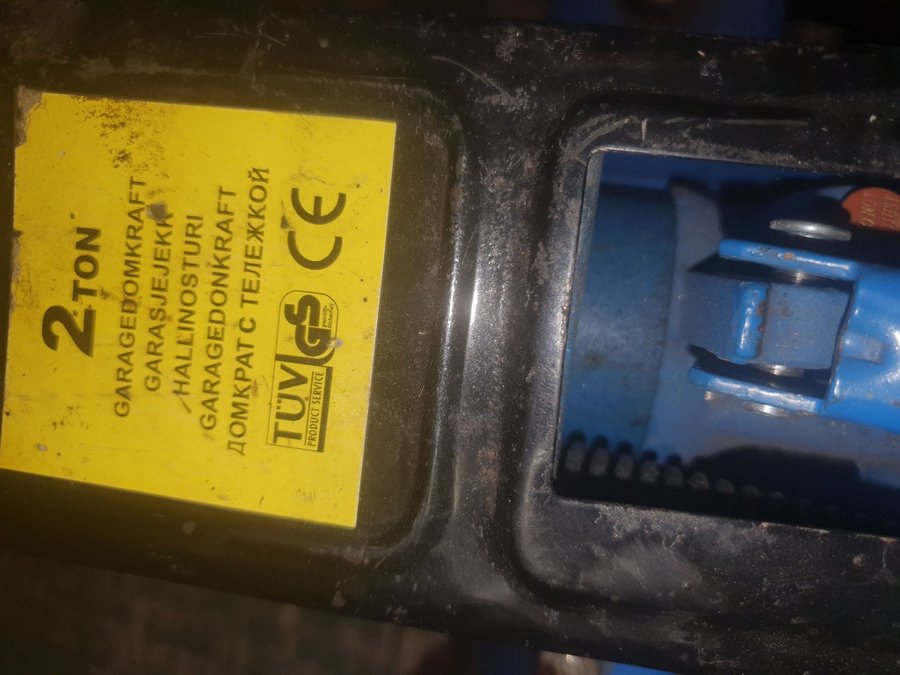 2 TON
GARAGEDOMKRAFT
GARASJEJEKK
HALLINOSTURI
GARAGEDONKRAFT
ДОМКРАТ С ТЕЛЕЖКОЙ
TÜV GS
PRODUCT SERVICE
CE